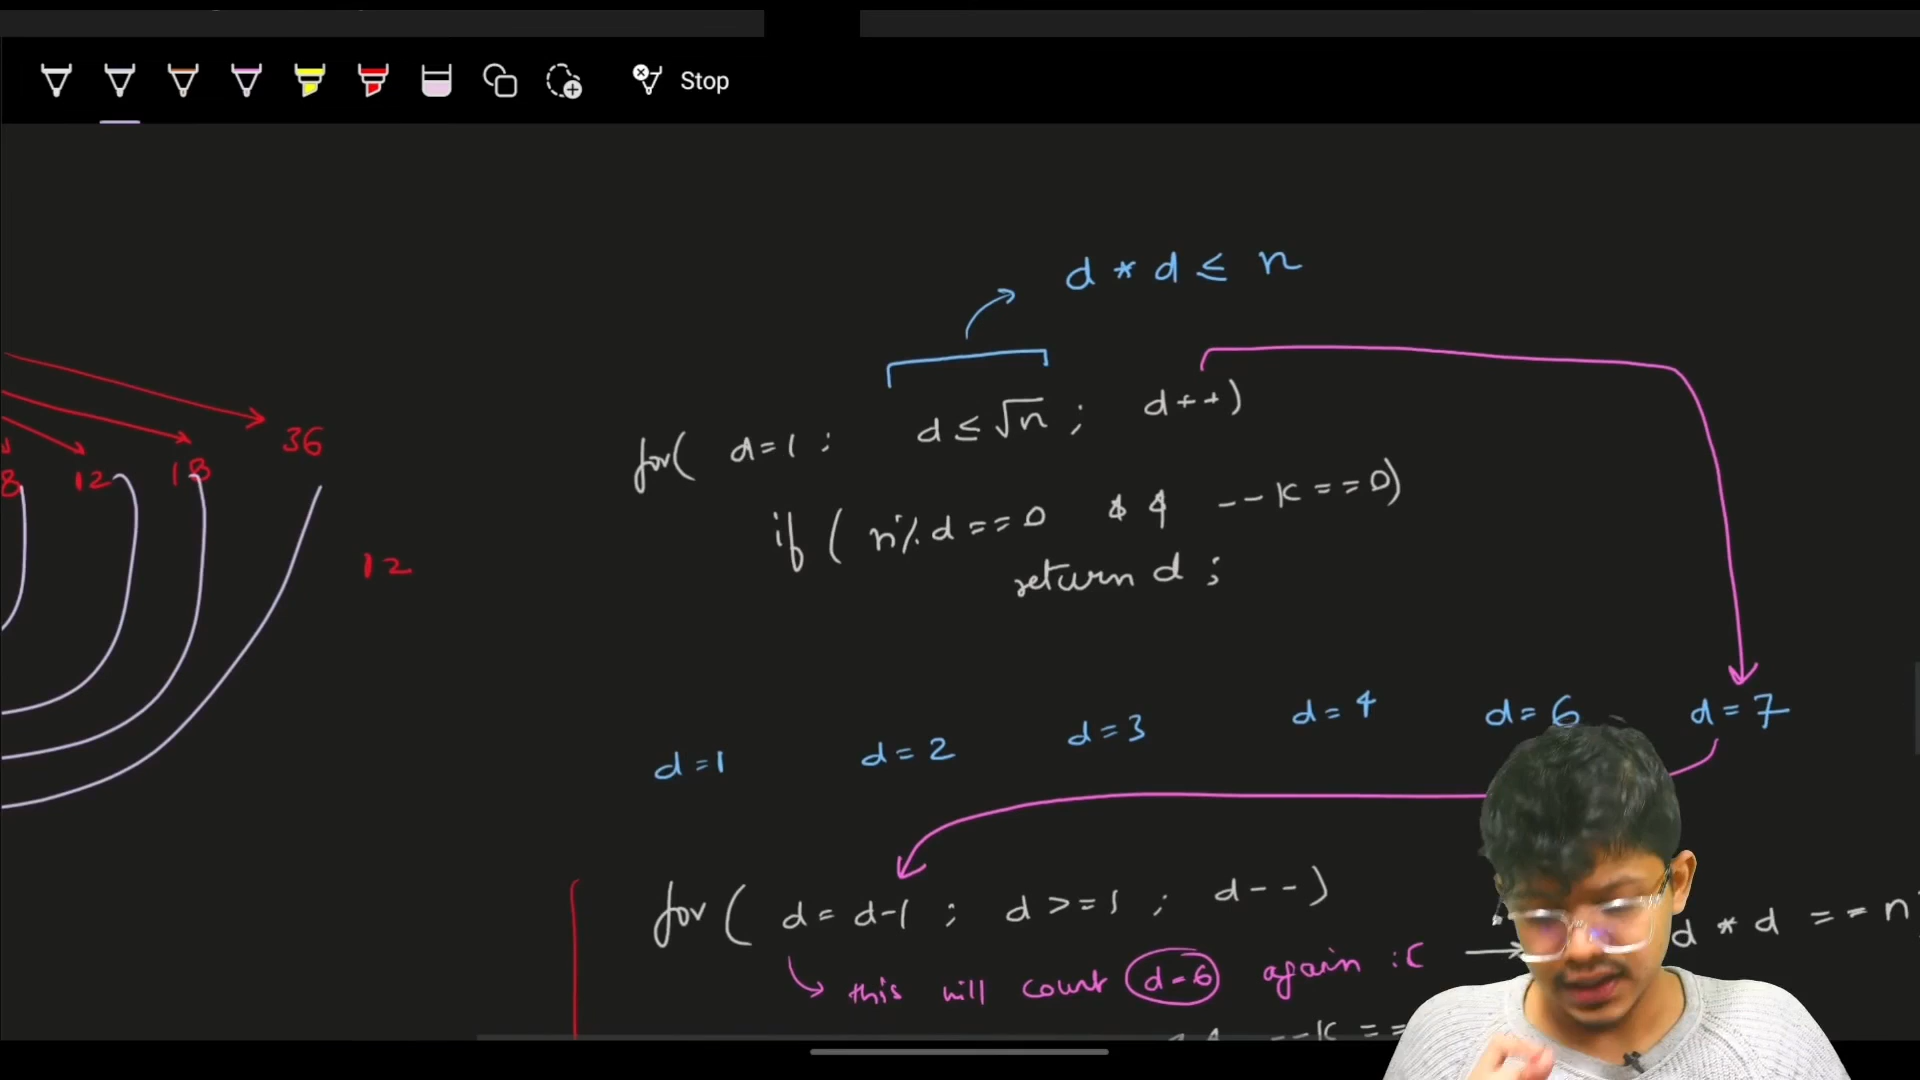 Stop
d * d ≤ n
for( d=1 ; d ≤ √n ; d++)
36
8 12 18
if ( n % d == 0 && --K == 0)
12
return d ;
d=1 d=2 d=3 d=4 d=6 d=7
for( d= d-1 ; d >= 1 ; d--)
d * d == n
this will count d=6 again :(
--K ==